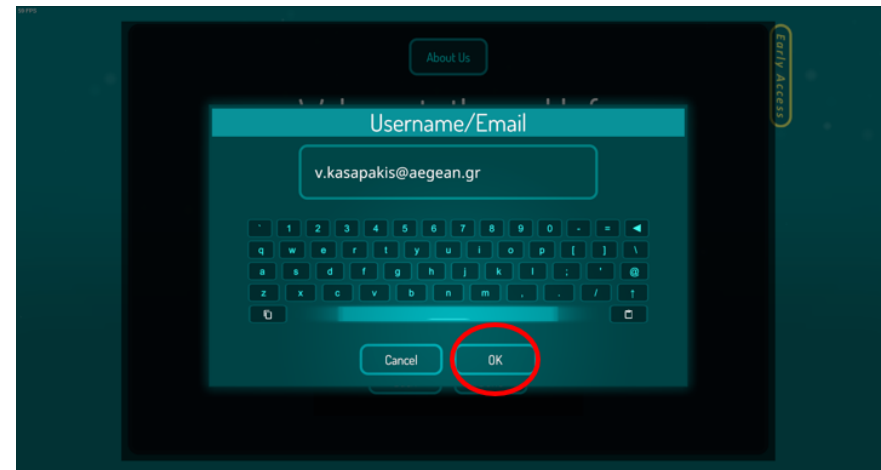 About Us
Early Access
Username/Email
v.kasapakis@aegean.gr
` 1 2 3 4 5 6 7 8 9 0 - = ◄
q w e r t y u i o p [ ] \
a s d f g h j k l ; ' @
z x c v b n m , . / ↑
Cancel OK